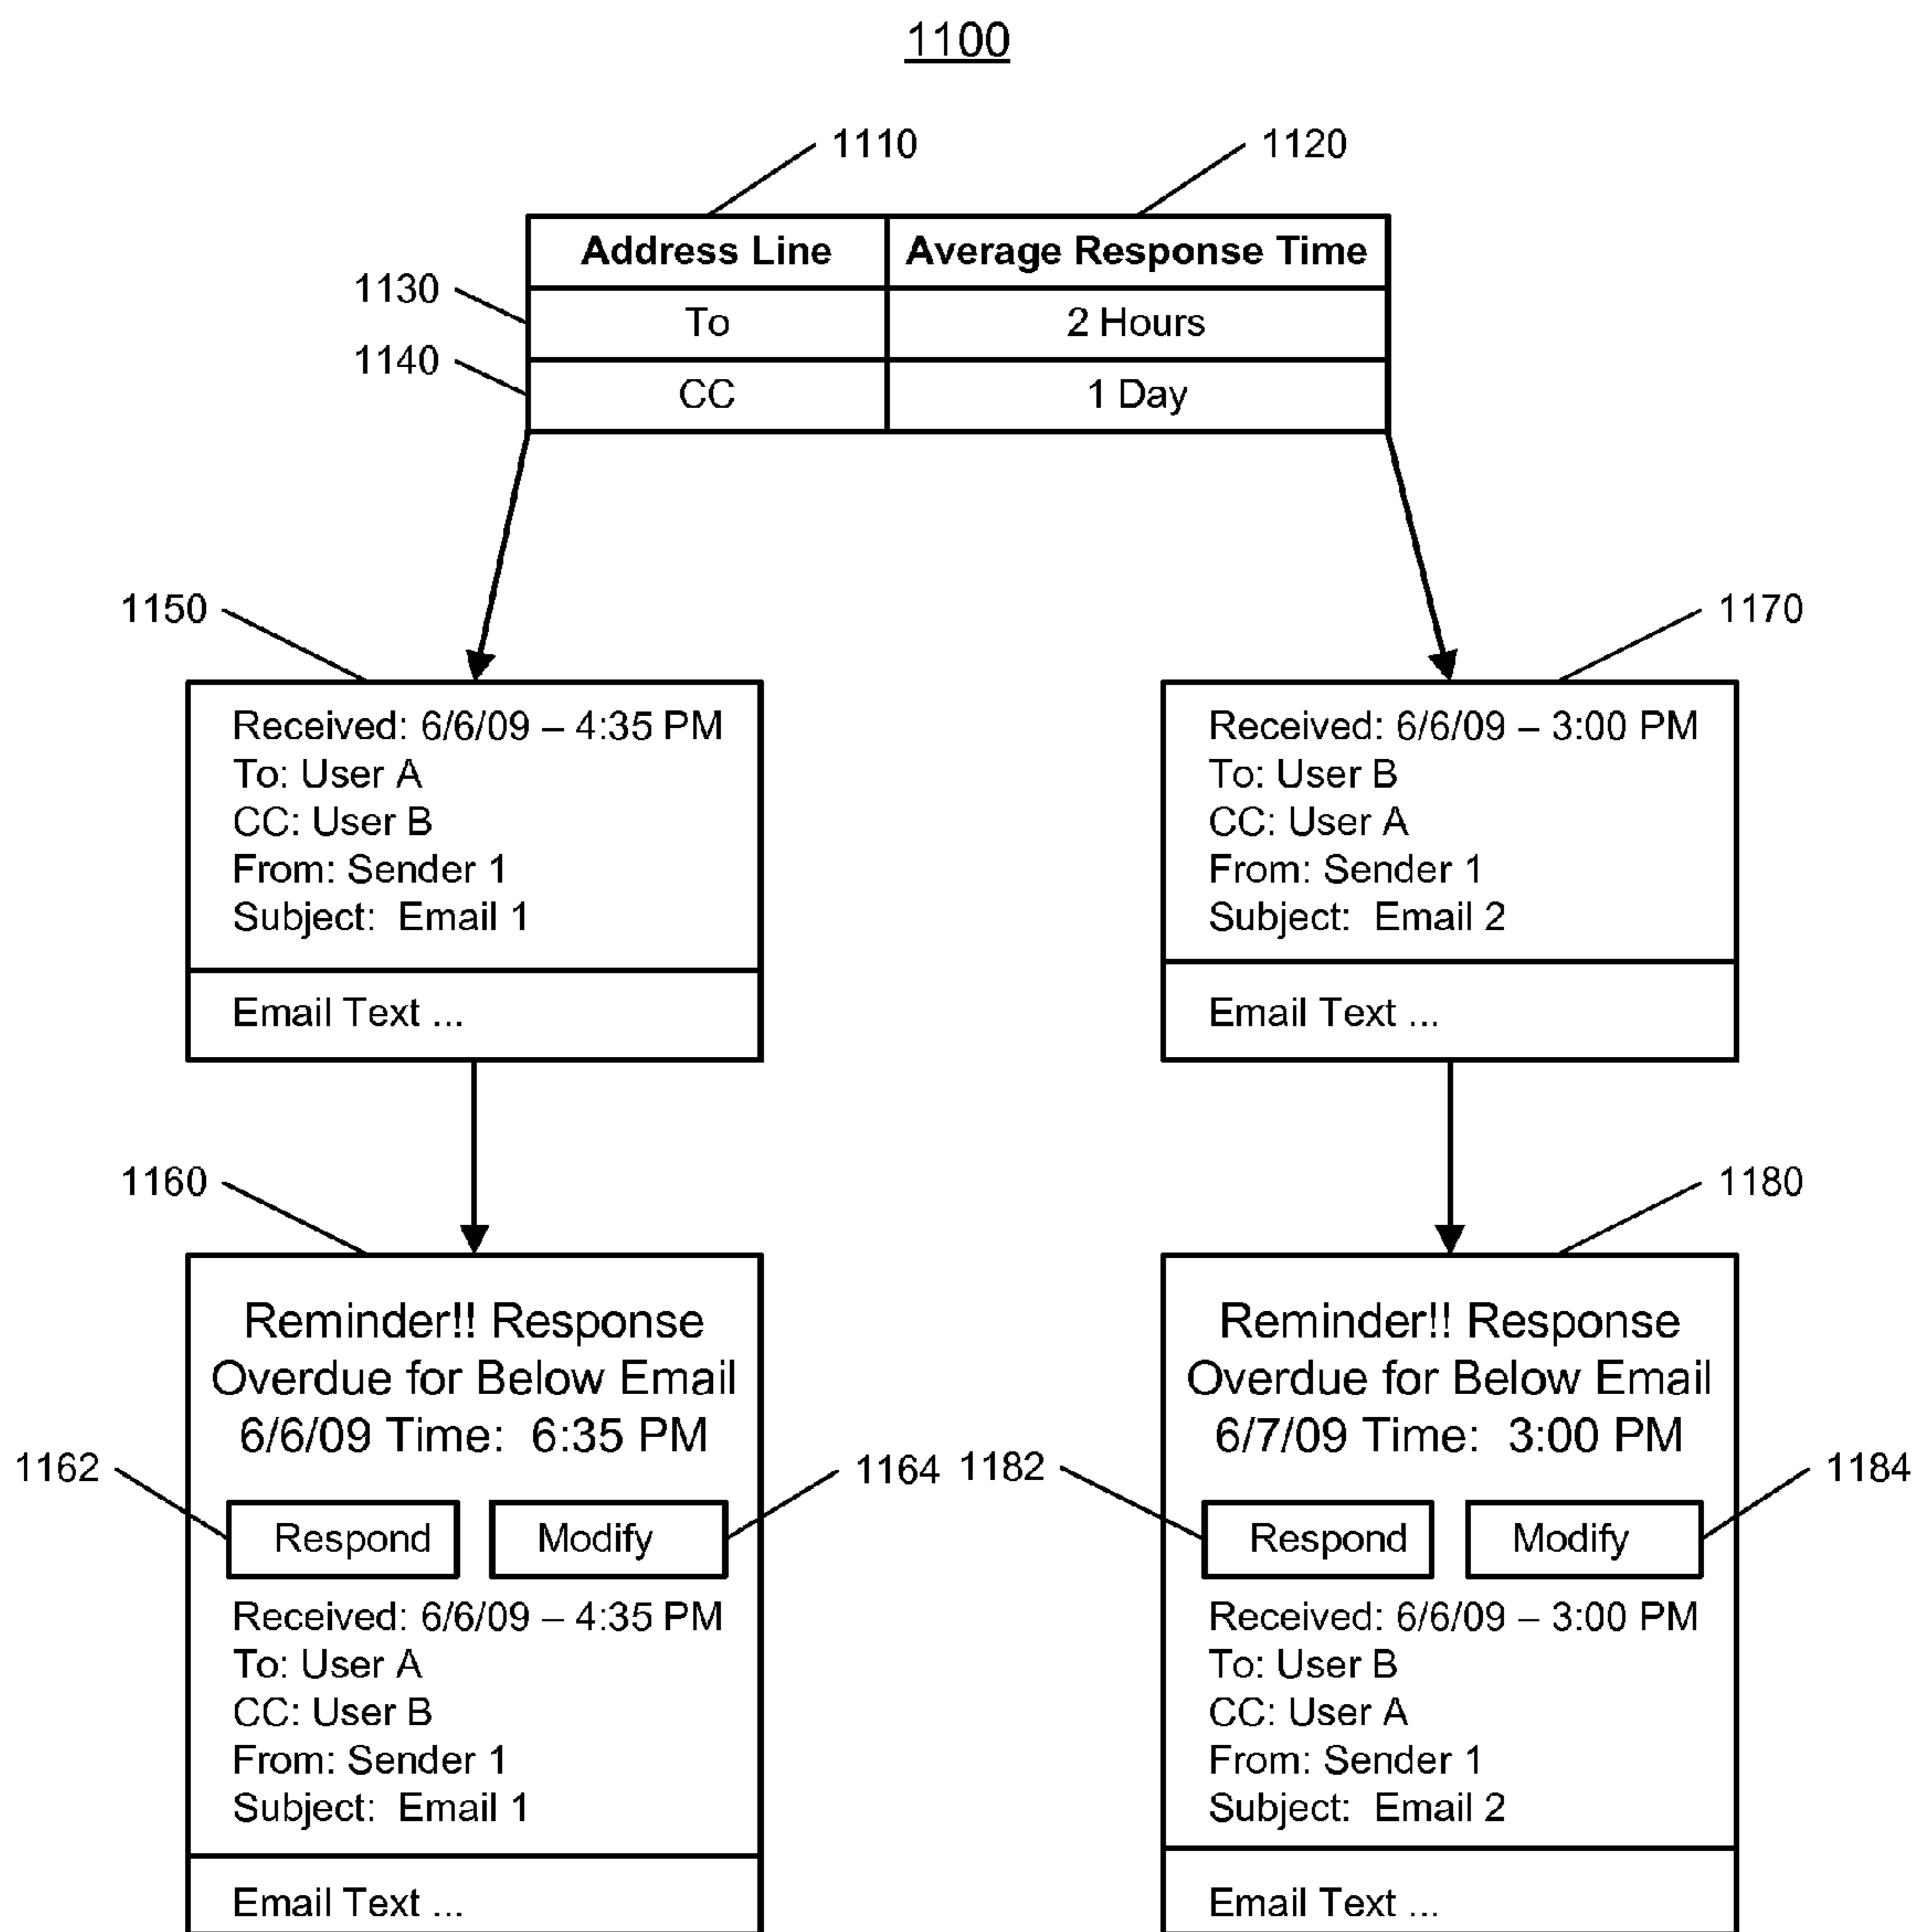 1100
1110
1120
Address Line
Average Response Time
1130
To
2 Hours
1140
CC
1 Day
1150
Received: 6/6/09 – 4:35 PM
To: User A
CC: User B
From: Sender 1
Subject: Email 1
Email Text ...
1170
Received: 6/6/09 – 3:00 PM
To: User B
CC: User A
From: Sender 1
Subject: Email 2
Email Text ...
1160
Reminder!! Response
Overdue for Below Email
6/6/09 Time: 6:35 PM
1162
1164
Respond
Modify
Received: 6/6/09 – 4:35 PM
To: User A
CC: User B
From: Sender 1
Subject: Email 1
Email Text ...
1180
Reminder!! Response
Overdue for Below Email
6/7/09 Time: 3:00 PM
1182
1184
Respond
Modify
Received: 6/6/09 – 3:00 PM
To: User B
CC: User A
From: Sender 1
Subject: Email 2
Email Text ...